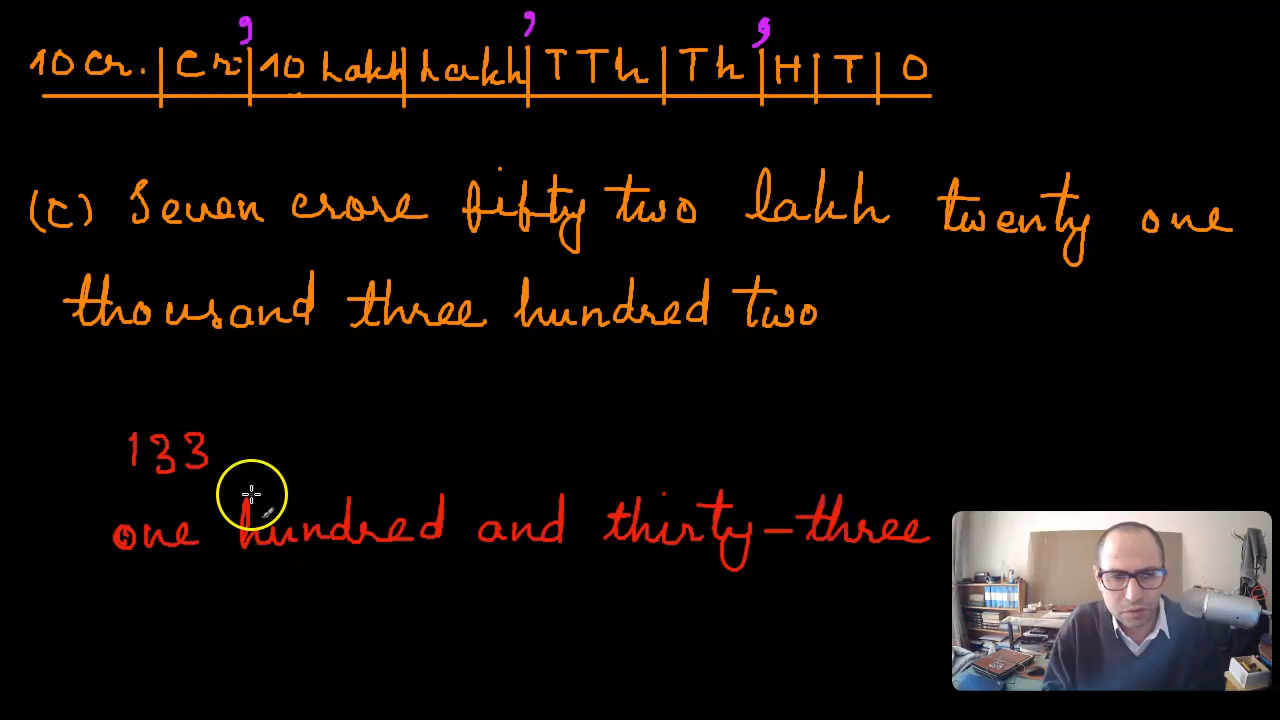 , , ,
10 Cr. | Cr. | 10 Lakh | Lakh | T Th | Th | H | T | O
(c) Seven crore fifty two lakh twenty one
thousand three hundred two
133
one hundred and thirty-three